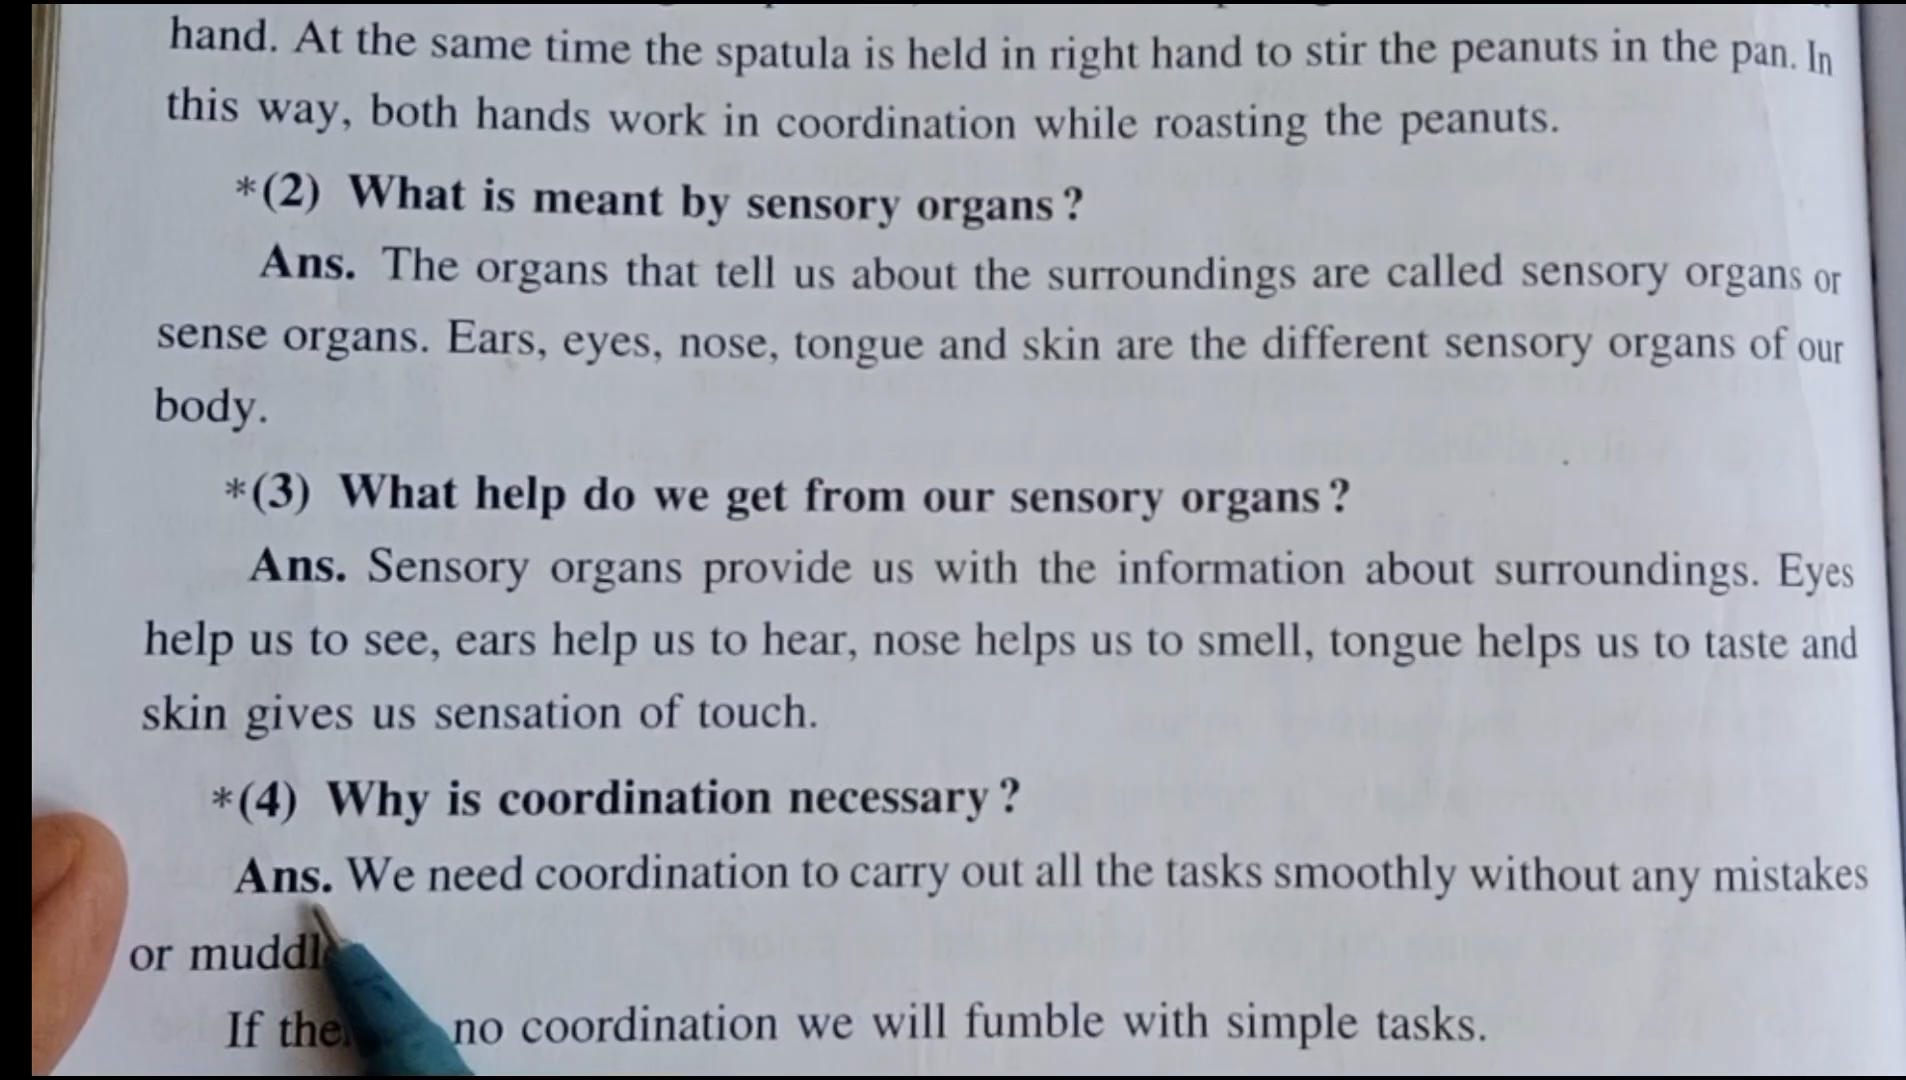 hand. At the same time the spatula is held in right hand to stir the peanuts in the pan. In
this way, both hands work in coordination while roasting the peanuts.
*(2) What is meant by sensory organs ?
Ans. The organs that tell us about the surroundings are called sensory organs or
sense organs. Ears, eyes, nose, tongue and skin are the different sensory organs of our
body.
*(3) What help do we get from our sensory organs ?
Ans. Sensory organs provide us with the information about surroundings. Eyes
help us to see, ears help us to hear, nose helps us to smell, tongue helps us to taste and
skin gives us sensation of touch.
*(4) Why is coordination necessary ?
Ans. We need coordination to carry out all the tasks smoothly without any mistakes
or
If no coordination we will fumble with simple tasks.